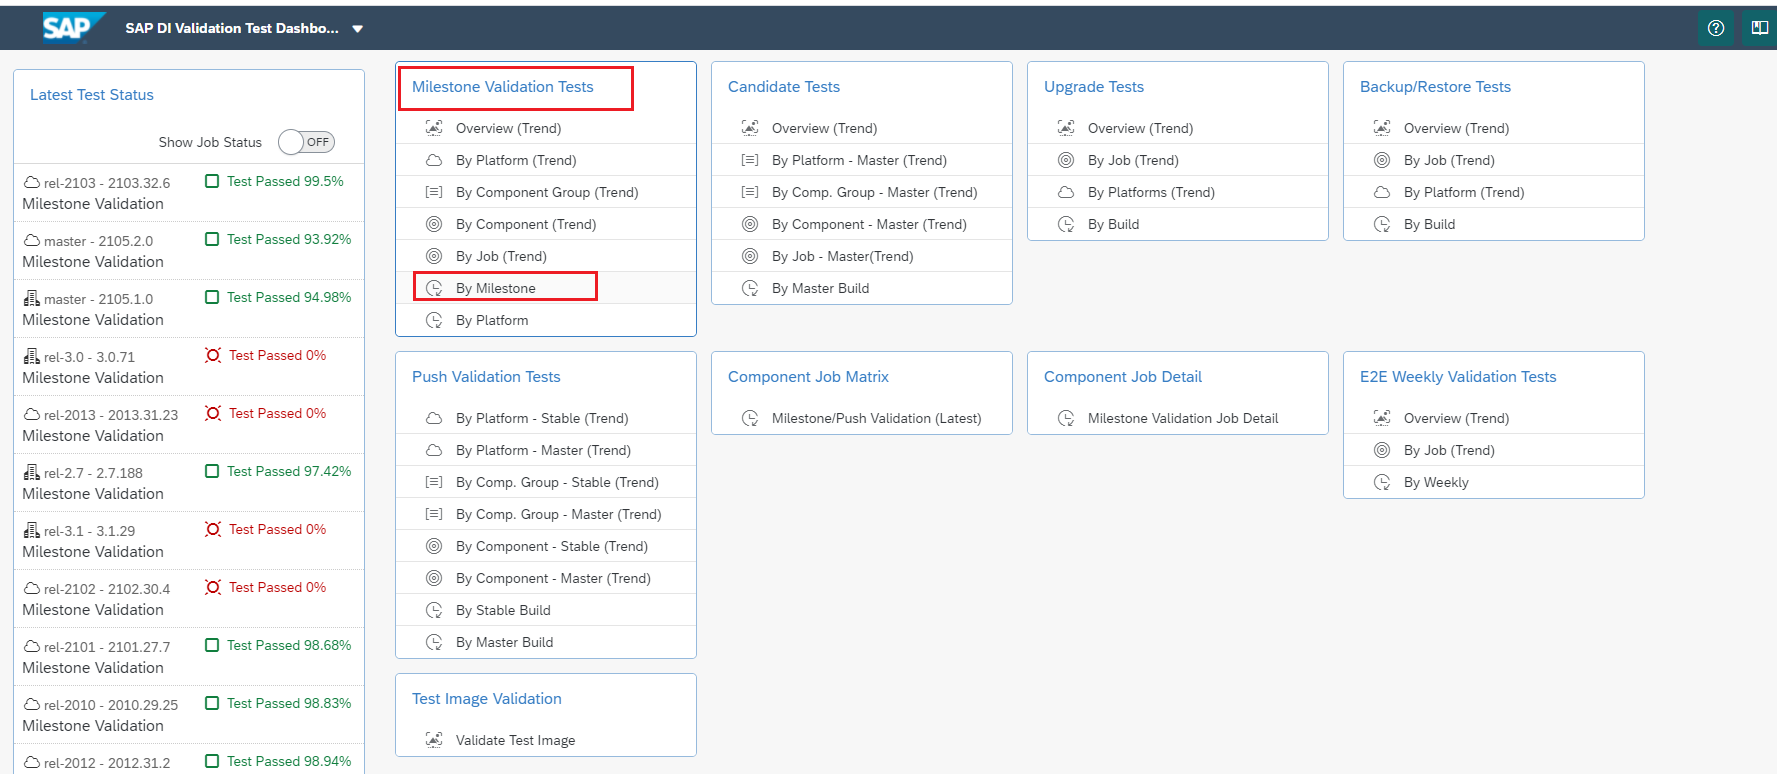 SAP
SAP DI Validation Test Dashbo...
Latest Test Status
Show Job Status OFF
rel-2103 - 2103.32.6 Test Passed 99.5%
Milestone Validation
master - 2105.2.0 Test Passed 93.92%
Milestone Validation
master - 2105.1.0 Test Passed 94.98%
Milestone Validation
rel-3.0 - 3.0.71 Test Passed 0%
Milestone Validation
rel-2013 - 2013.31.23 Test Passed 0%
Milestone Validation
rel-2.7 - 2.7.188 Test Passed 97.42%
Milestone Validation
rel-3.1 - 3.1.29 Test Passed 0%
Milestone Validation
rel-2102 - 2102.30.4 Test Passed 0%
Milestone Validation
rel-2101 - 2101.27.7 Test Passed 98.68%
Milestone Validation
rel-2010 - 2010.29.25 Test Passed 98.83%
Milestone Validation
rel-2012 - 2012.31.2 Test Passed 98.94%
Milestone Validation Tests
Overview (Trend)
By Platform (Trend)
By Component Group (Trend)
By Component (Trend)
By Job (Trend)
By Milestone
By Platform
Candidate Tests
Overview (Trend)
By Platform - Master (Trend)
By Comp. Group - Master (Trend)
By Component - Master (Trend)
By Job - Master(Trend)
By Master Build
Upgrade Tests
Overview (Trend)
By Job (Trend)
By Platforms (Trend)
By Build
Backup/Restore Tests
Overview (Trend)
By Job (Trend)
By Platform (Trend)
By Build
Push Validation Tests
By Platform - Stable (Trend)
By Platform - Master (Trend)
By Comp. Group - Stable (Trend)
By Comp. Group - Master (Trend)
By Component - Stable (Trend)
By Component - Master (Trend)
By Stable Build
By Master Build
Component Job Matrix
Milestone/Push Validation (Latest)
Component Job Detail
Milestone Validation Job Detail
E2E Weekly Validation Tests
Overview (Trend)
By Job (Trend)
By Weekly
Test Image Validation
Validate Test Image